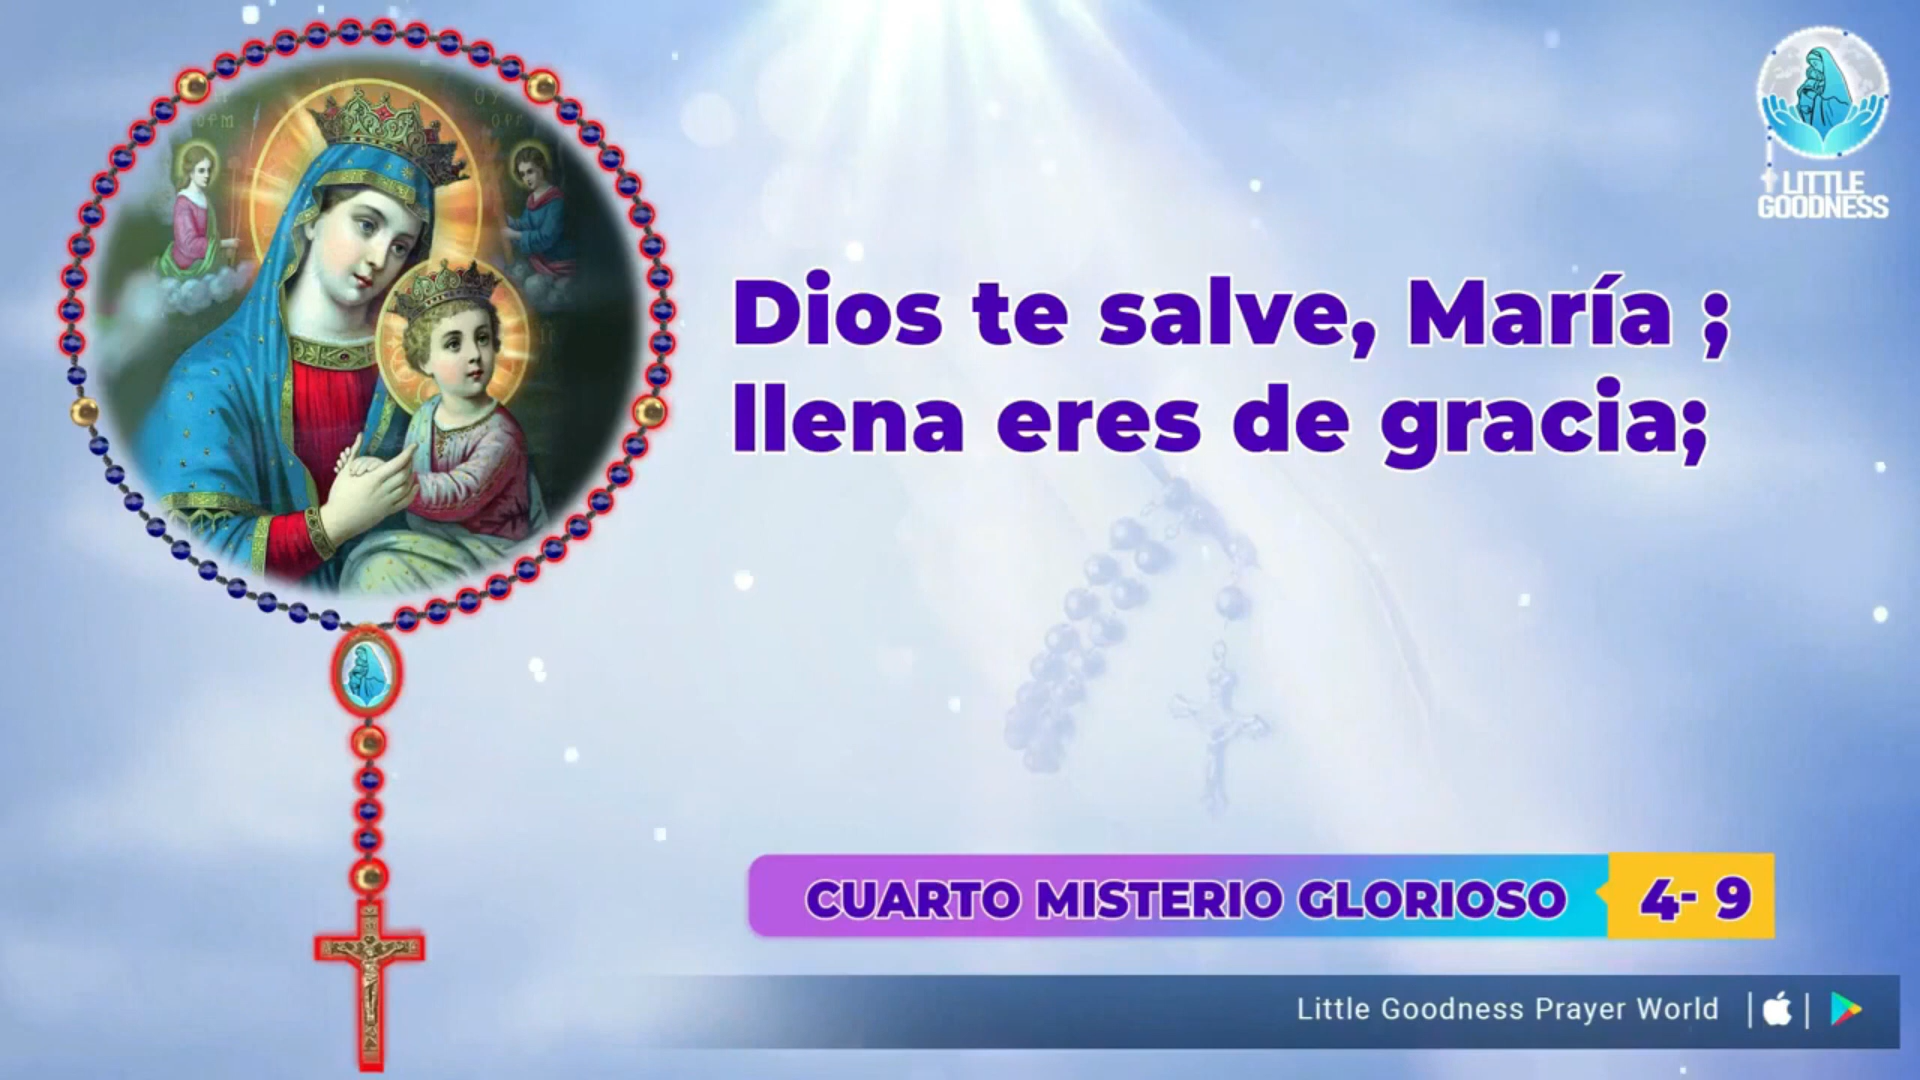 LITTLE
GOODNESS
Dios te salve, María ;
llena eres de gracia;
CUARTO MISTERIO GLORIOSO 4- 9
Little Goodness Prayer World